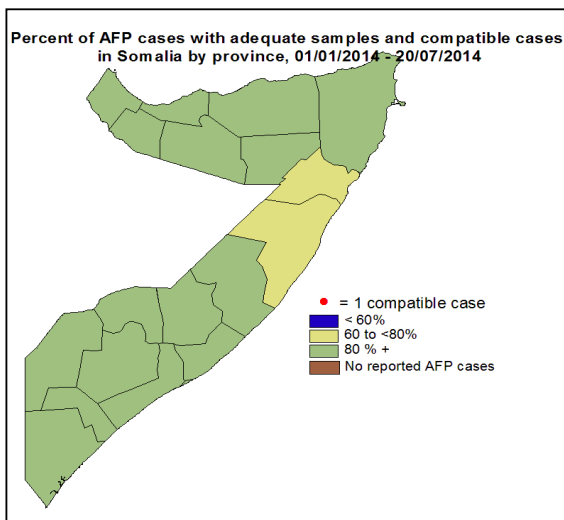 Percent of AFP cases with adequate samples and compatible cases
in Somalia by province, 01/01/2014 - 20/07/2014
= 1 compatible case
< 60%
60 to <80%
80 % +
No reported AFP cases